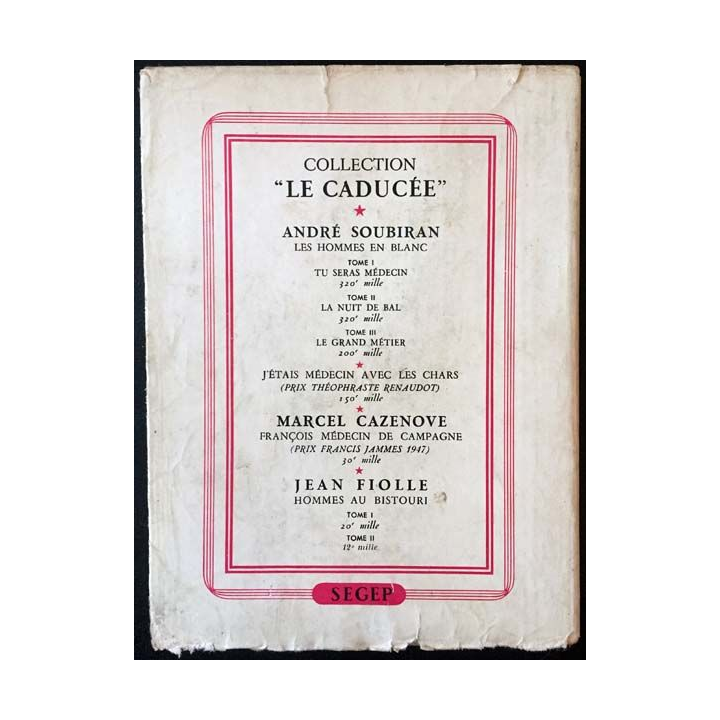 COLLECTION
"LE CADUCÉE"
ANDRÉ SOUBIRAN
LES HOMMES EN BLANC
TOME I
TU SERAS MÉDECIN
320e mille
TOME II
LA NUIT DE BAL
320e mille
TOME III
LE GRAND MÉTIER
200e mille
J'ÉTAIS MÉDECIN AVEC LES CHARS
(PRIX THÉOPHRASTE RENAUDOT)
150e mille
MARCEL CAZENOVE
FRANÇOIS MÉDECIN DE CAMPAGNE
(PRIX FRANCIS JAMMES 1947)
30e mille
JEAN FIOLLE
HOMMES AU BISTOURI
TOME I
20e mille
TOME II
12e mille
SEGEP